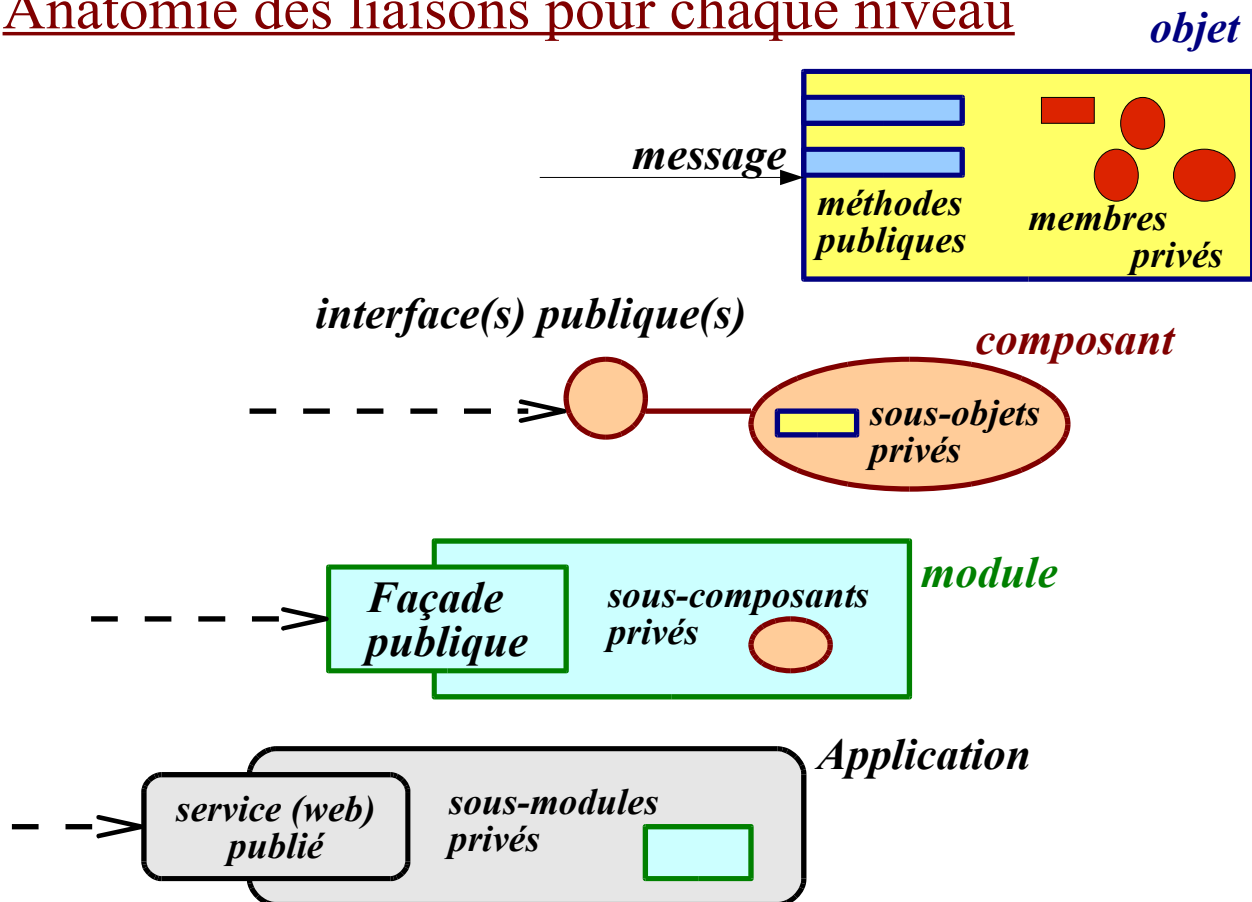 Anatomie des liaisons pour chaque niveau
objet
message
méthodes
publiques
membres
privés
interface(s) publique(s)
composant
sous-objets
privés
module
Façade
publique
sous-composants
privés
Application
service (web)
publié
sous-modules
privés